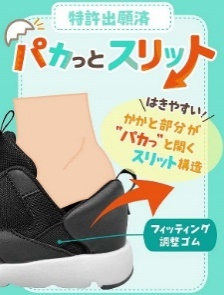 特許出願済
パカっとスリット
はきやすい
かかと部分が
"パカっ"と開く
スリット構造
フィッティング
調整ゴム